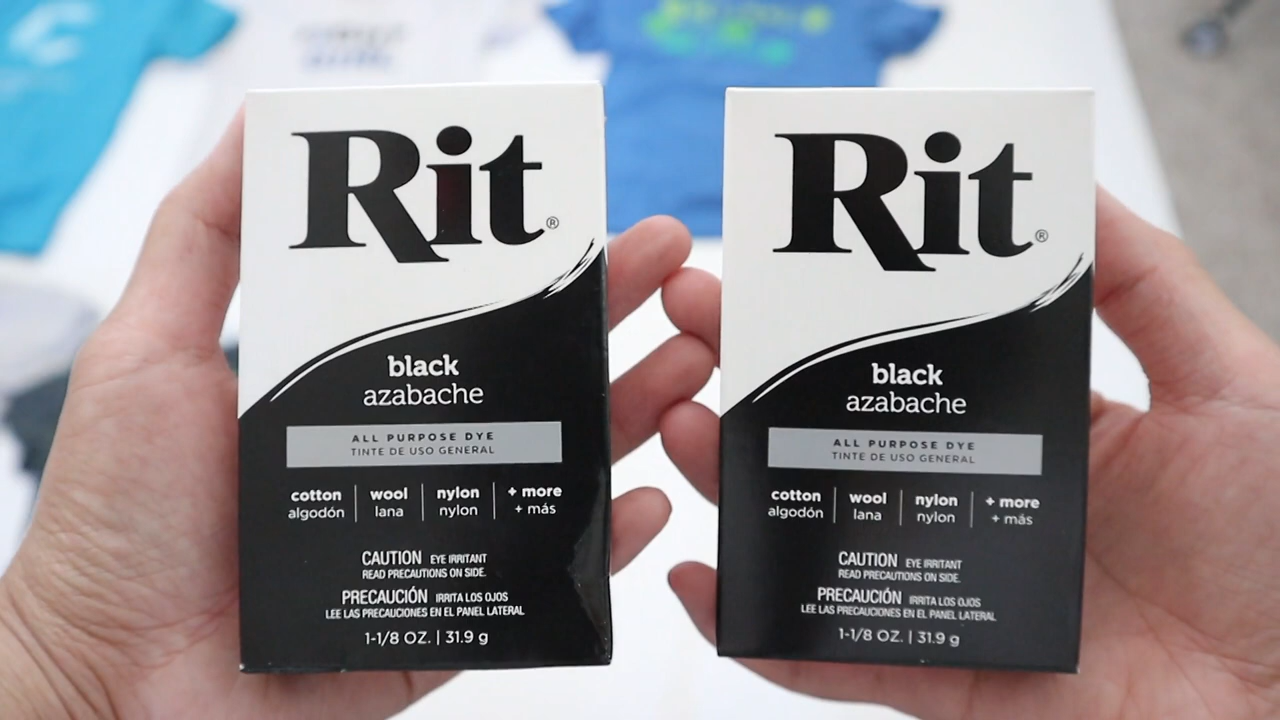 Rit®
black
azabache
ALL PURPOSE DYE
TINTE DE USO GENERAL
cotton | wool | nylon | + more
algodón | lana | nylon | + más
CAUTION EYE IRRITANT
READ PRECAUTIONS ON SIDE.
PRECAUCIÓN IRRITA LOS OJOS
LEE LAS PRECAUCIONES EN EL PANEL LATERAL
1-1/8 OZ. | 31.9 g
Rit®
black
azabache
ALL PURPOSE DYE
TINTE DE USO GENERAL
cotton | wool | nylon | + more
algodón | lana | nylon | + más
CAUTION EYE IRRITANT
READ PRECAUTIONS ON SIDE.
PRECAUCIÓN IRRITA LOS OJOS
LEE LAS PRECAUCIONES EN EL PANEL LATERAL
1-1/8 OZ. | 31.9 g